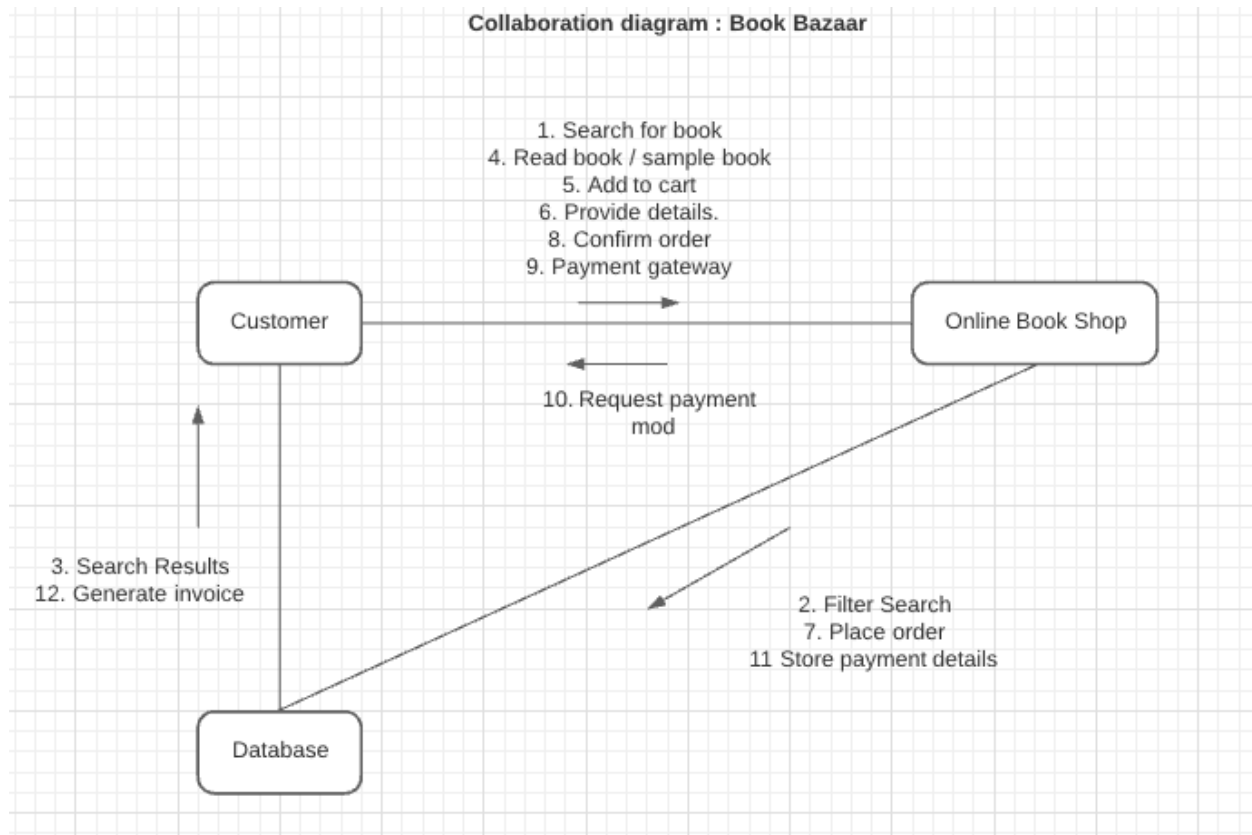 Collaboration diagram : Book Bazaar
1. Search for book
4. Read book / sample book
5. Add to cart
6. Provide details.
8. Confirm order
9. Payment gateway
Customer
Online Book Shop
10. Request payment
mod
3. Search Results
12. Generate invoice
2. Filter Search
7. Place order
11 Store payment details
Database